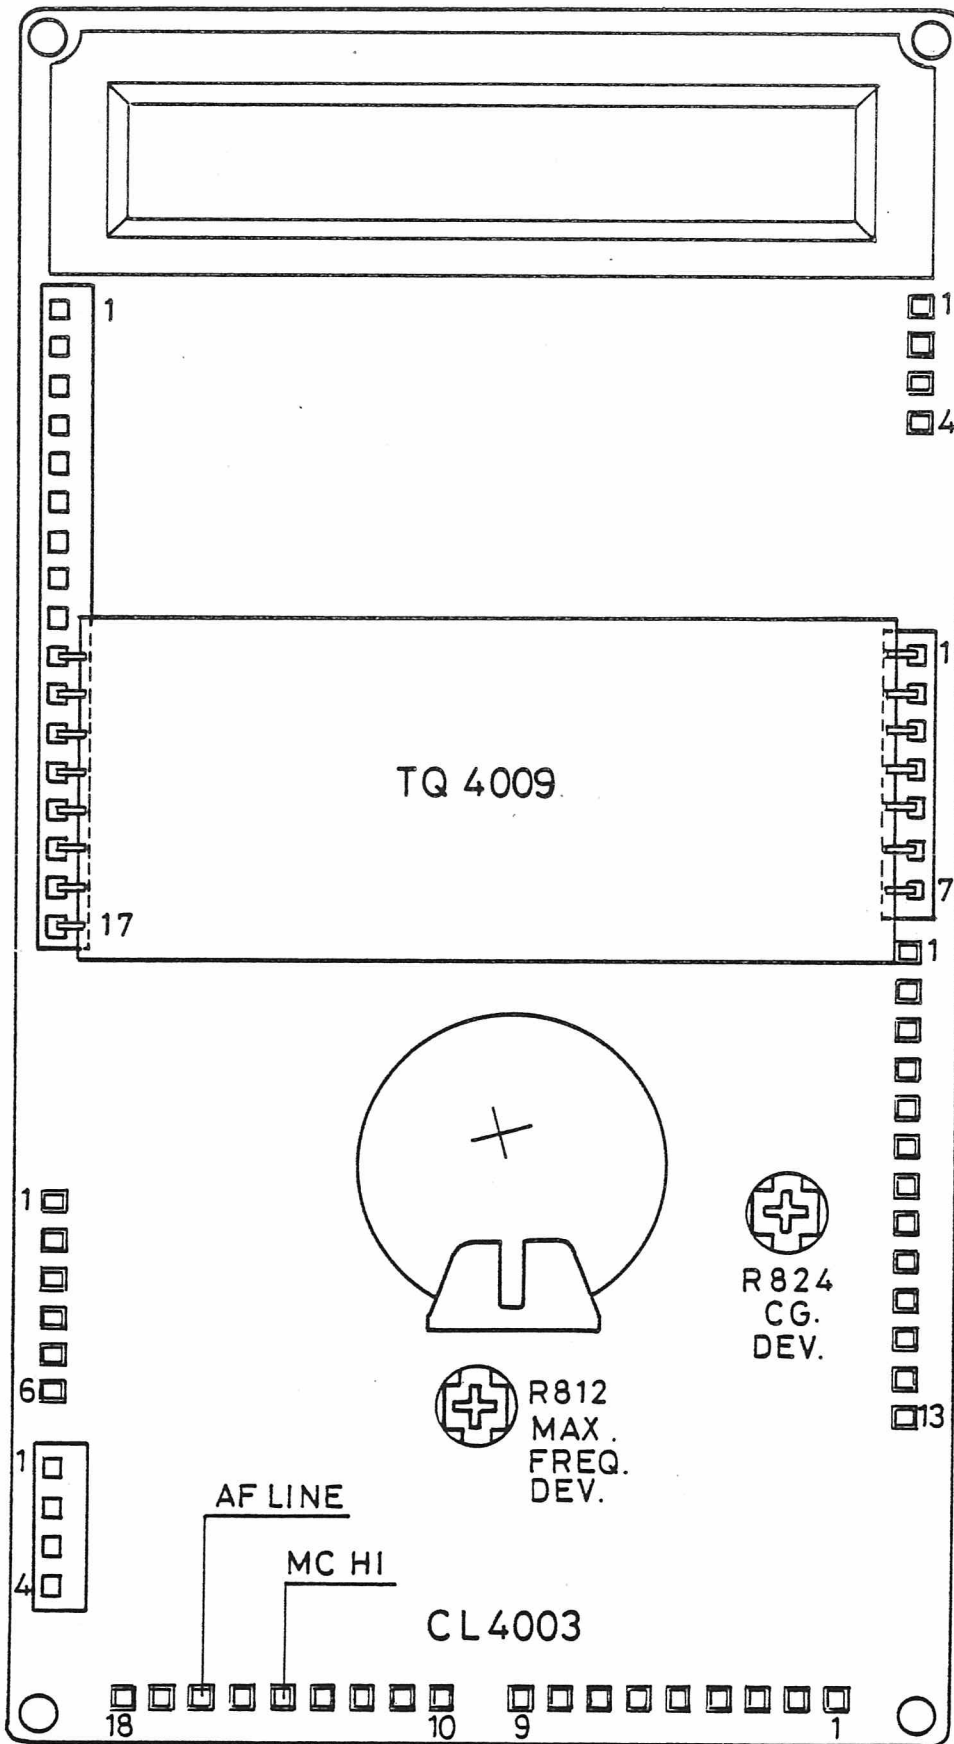 1
1
4
1
TQ 4009
7
17
1
1
R824
CG.
DEV.
6
R812
MAX.
FREQ.
DEV.
13
1
AF LINE
MC HI
4
CL4003
18
10
9
1